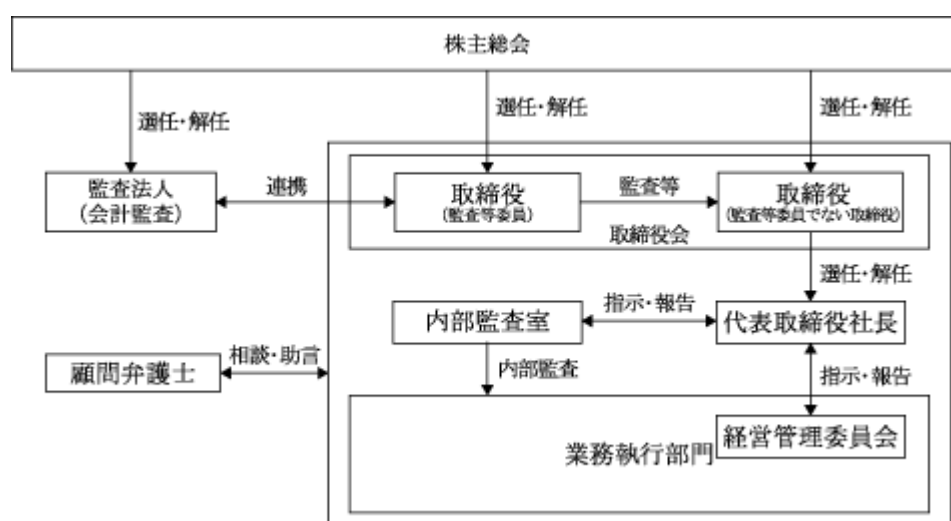 株主総会
選任・解任
選任・解任
選任・解任
監査法人
(会計監査)
連携
取締役
(監査等委員)
監査等
取締役
(監査等委員でない取締役)
取締役会
選任・解任
内部監査室
指示・報告
代表取締役社長
顧問弁護士
相談・助言
内部監査
指示・報告
経営管理委員会
業務執行部門